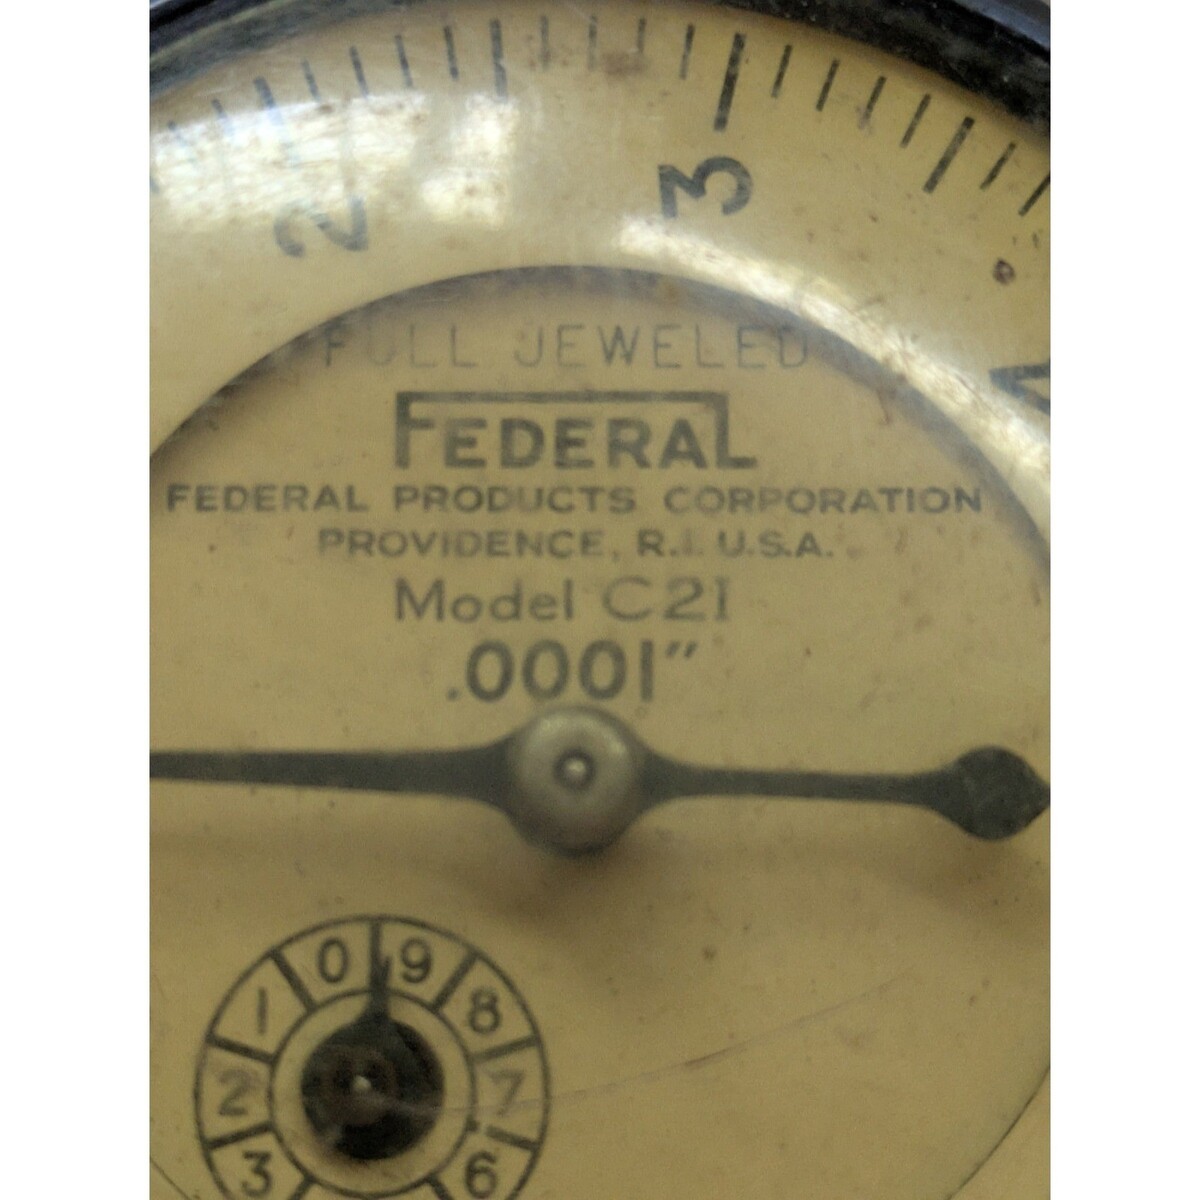 2 3 4
FULL JEWELED
FEDERAL
FEDERAL PRODUCTS CORPORATION
PROVIDENCE, R.I. U.S.A.
Model C21
.0001"
0 9
1 8
2 7
3 6